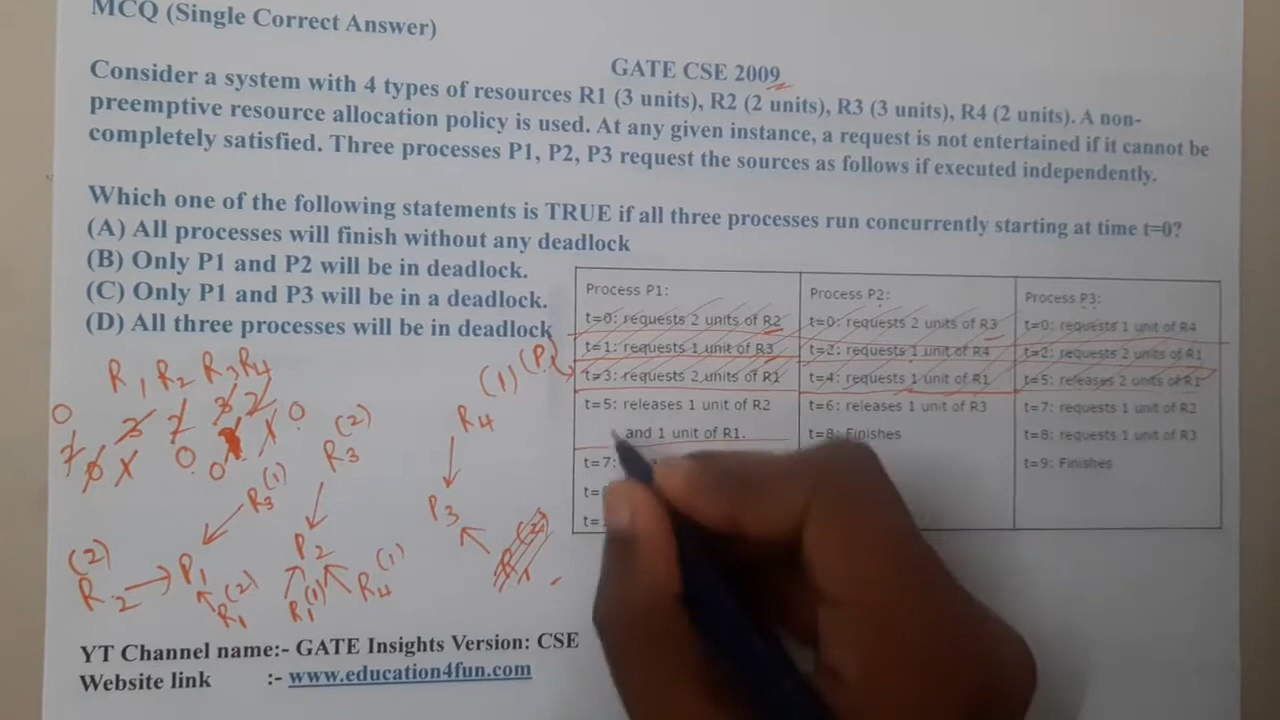 MCQ (Single Correct Answer)
GATE CSE 2009
Consider a system with 4 types of resources R1 (3 units), R2 (2 units), R3 (3 units), R4 (2 units). A non-
preemptive resource allocation policy is used. At any given instance, a request is not entertained if it cannot be
completely satisfied. Three processes P1, P2, P3 request the sources as follows if executed independently.
Which one of the following statements is TRUE if all three processes run concurrently starting at time t=0?
(A) All processes will finish without any deadlock
(B) Only P1 and P2 will be in deadlock.
(C) Only P1 and P3 will be in a deadlock.
(D) All three processes will be in deadlock
Process P1:
t=0: requests 2 units of R2
t=1: requests 1 unit of R3
t=3: requests 2 units of R1
t=5: releases 1 unit of R2
and 1 unit of R1.
t=7:
Process P2:
t=0: requests 2 units of R3
t=2: requests 1 unit of R4
t=4: requests 1 unit of R1
t=6: releases 1 unit of R3
t=8: Finishes
Process P3:
t=0: requests 1 unit of R4
t=2: requests 2 units of R1
t=5: releases 2 units of R1
t=7: requests 1 unit of R2
t=8: requests 1 unit of R3
t=9: Finishes
R1 R2 R3 R4
(1)
R4
(2)
R3
R3 (1)
P3
(2)
R2
P1
P2
R1 (2)
R1 (1)
R4 (1)
YT Channel name:- GATE Insights Version: CSE
Website link :- www.education4fun.com